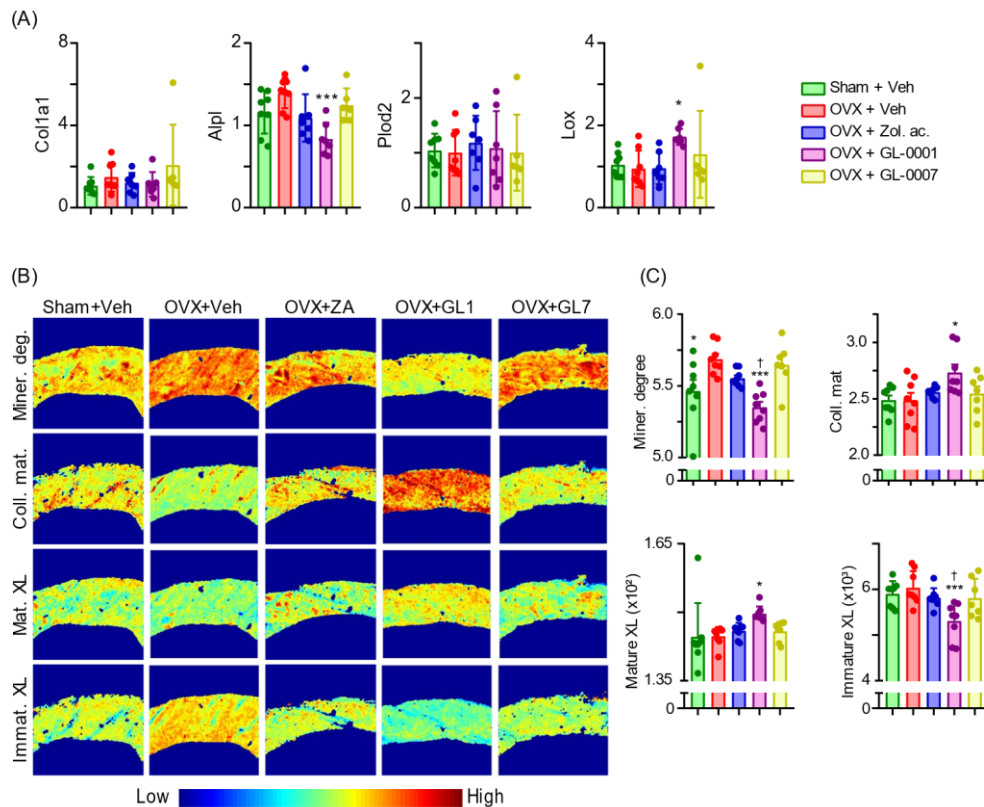 (A)
Col1a1
8
4
0
Alpl
2
1
0
***
Plod2
2
0
Lox
4
2
0
*
Sham + Veh
OVX + Veh
OVX + Zol. ac.
OVX + GL-0001
OVX + GL-0007
(B)
Sham+Veh
OVX+Veh
OVX+ZA
OVX+GL1
OVX+GL7
Miner. deg.
Coll. mat.
Mat. XL
Immat. XL
Low
High
(C)
Miner. degree
6.0
5.5
5.0
0
*
†
***
Coll. mat
3.0
2.5
2.0
0
*
Mature XL (x10²)
1.65
1.35
0
*
Immature XL (x10²)
6
4
0
†
***